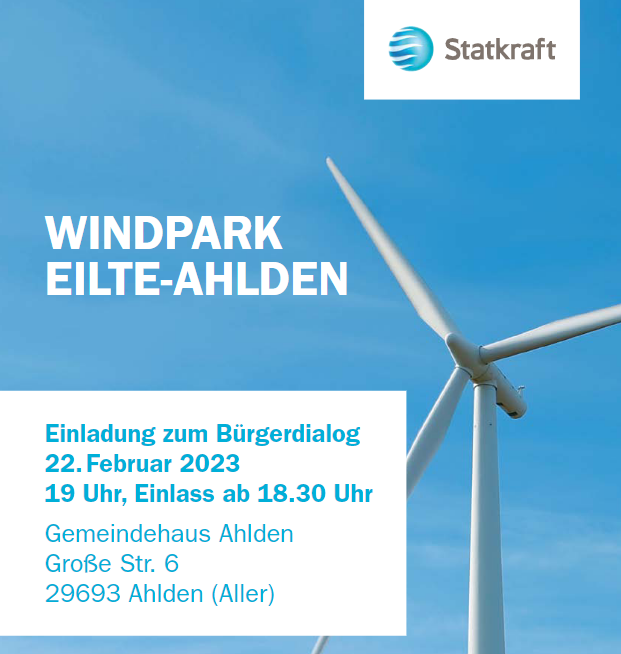 Statkraft
WINDPARK
EILTE-AHLDEN
Einladung zum Bürgerdialog
22. Februar 2023
19 Uhr, Einlass ab 18.30 Uhr
Gemeindehaus Ahlden
Große Str. 6
29693 Ahlden (Aller)